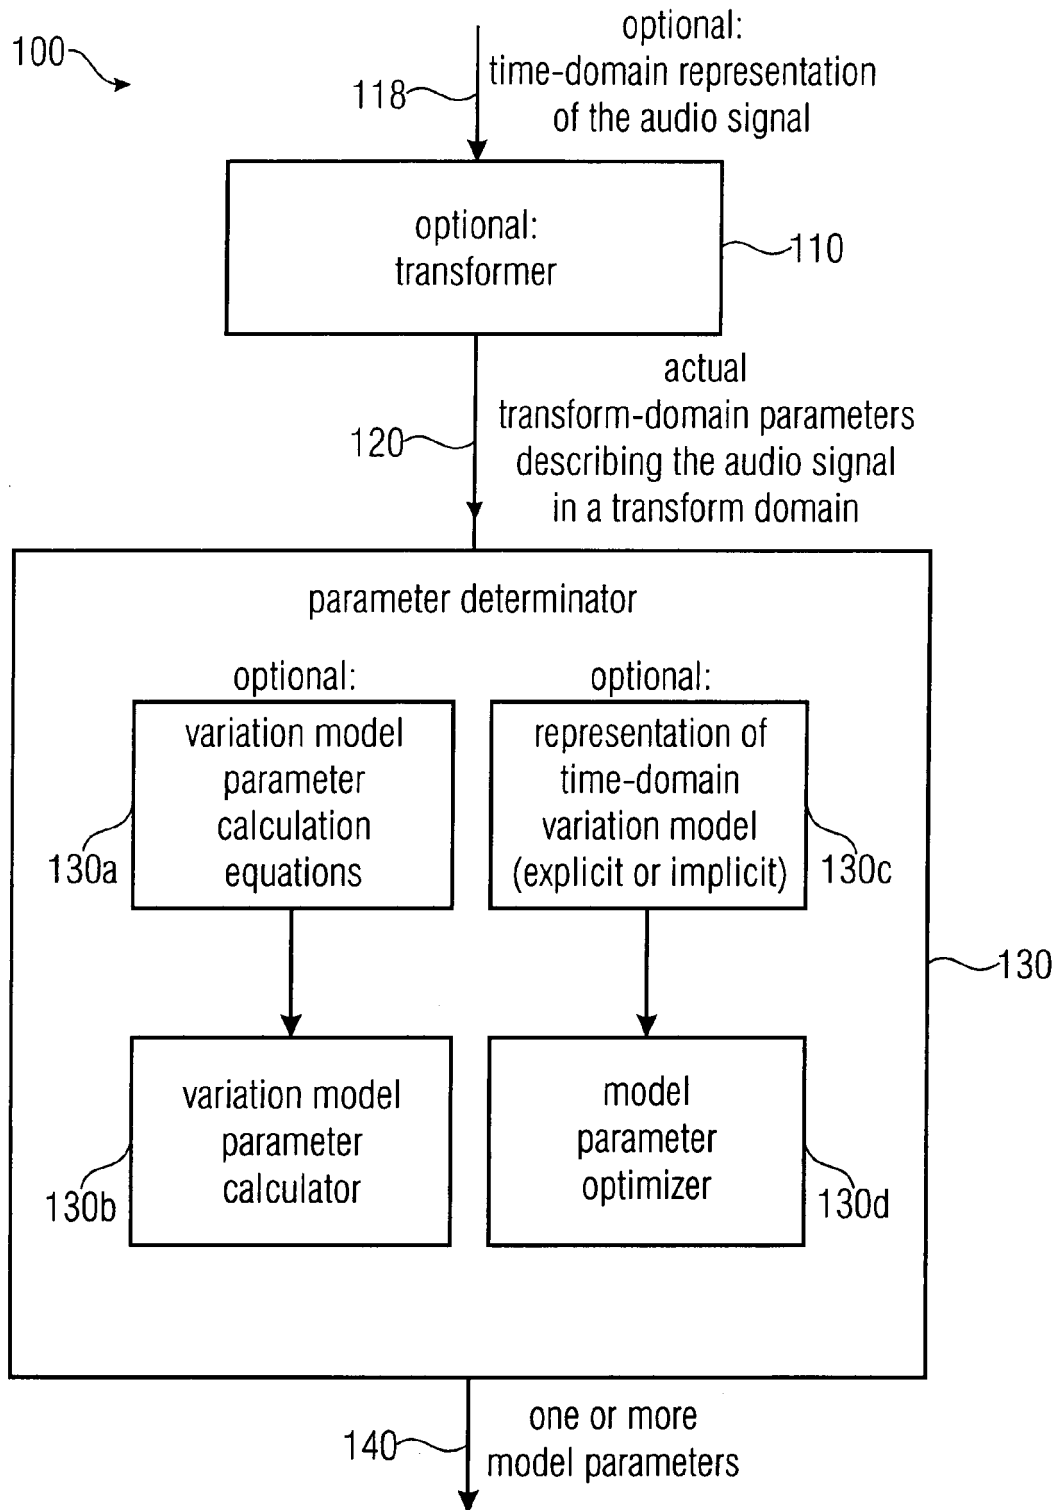 100
118
optional:
time-domain representation
of the audio signal
optional:
transformer
110
120
actual
transform-domain parameters
describing the audio signal
in a transform domain
parameter determinator
optional:
variation model
parameter
calculation
equations
130a
optional:
representation of
time-domain
variation model
(explicit or implicit)
130c
130
variation model
parameter
calculator
130b
model
parameter
optimizer
130d
140
one or more
model parameters